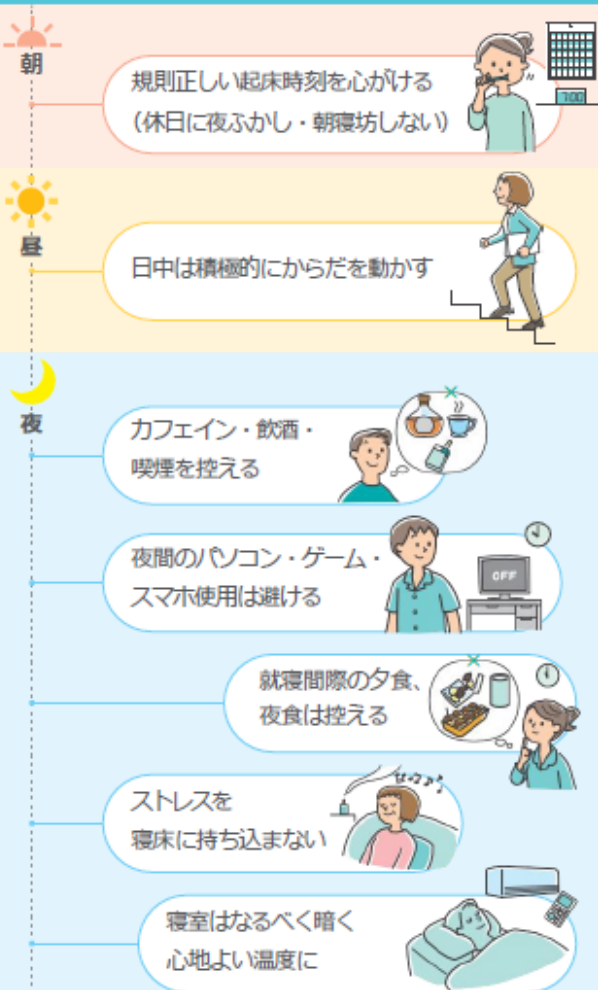 朝
規則正しい起床時刻を心がける
(休日に夜ふかし・朝寝坊しない)
7:00
昼
日中は積極的にからだを動かす
夜
カフェイン・飲酒・
喫煙を控える
夜間のパソコン・ゲーム・
スマホ使用は避ける
OFF
就寝間際の夕食、
夜食は控える
ストレスを
寝床に持ち込まない
寝室はなるべく暗く
心地よい温度に